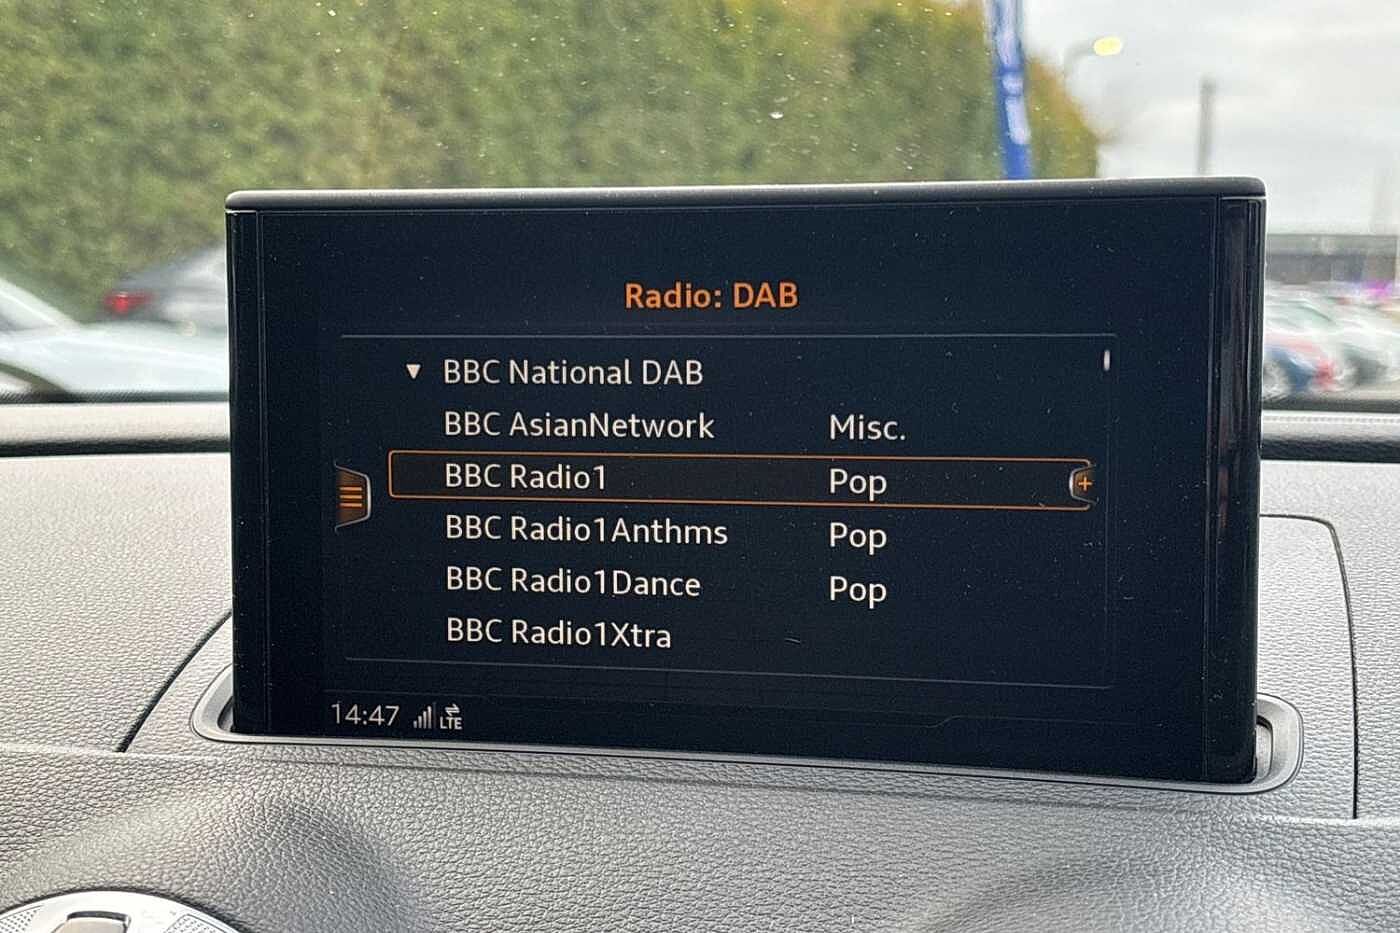 Radio: DAB
▼ BBC National DAB
BBC AsianNetwork Misc.
BBC Radio1 Pop
BBC Radio1Anthms Pop
BBC Radio1Dance Pop
BBC Radio1Xtra
14:47 LTE